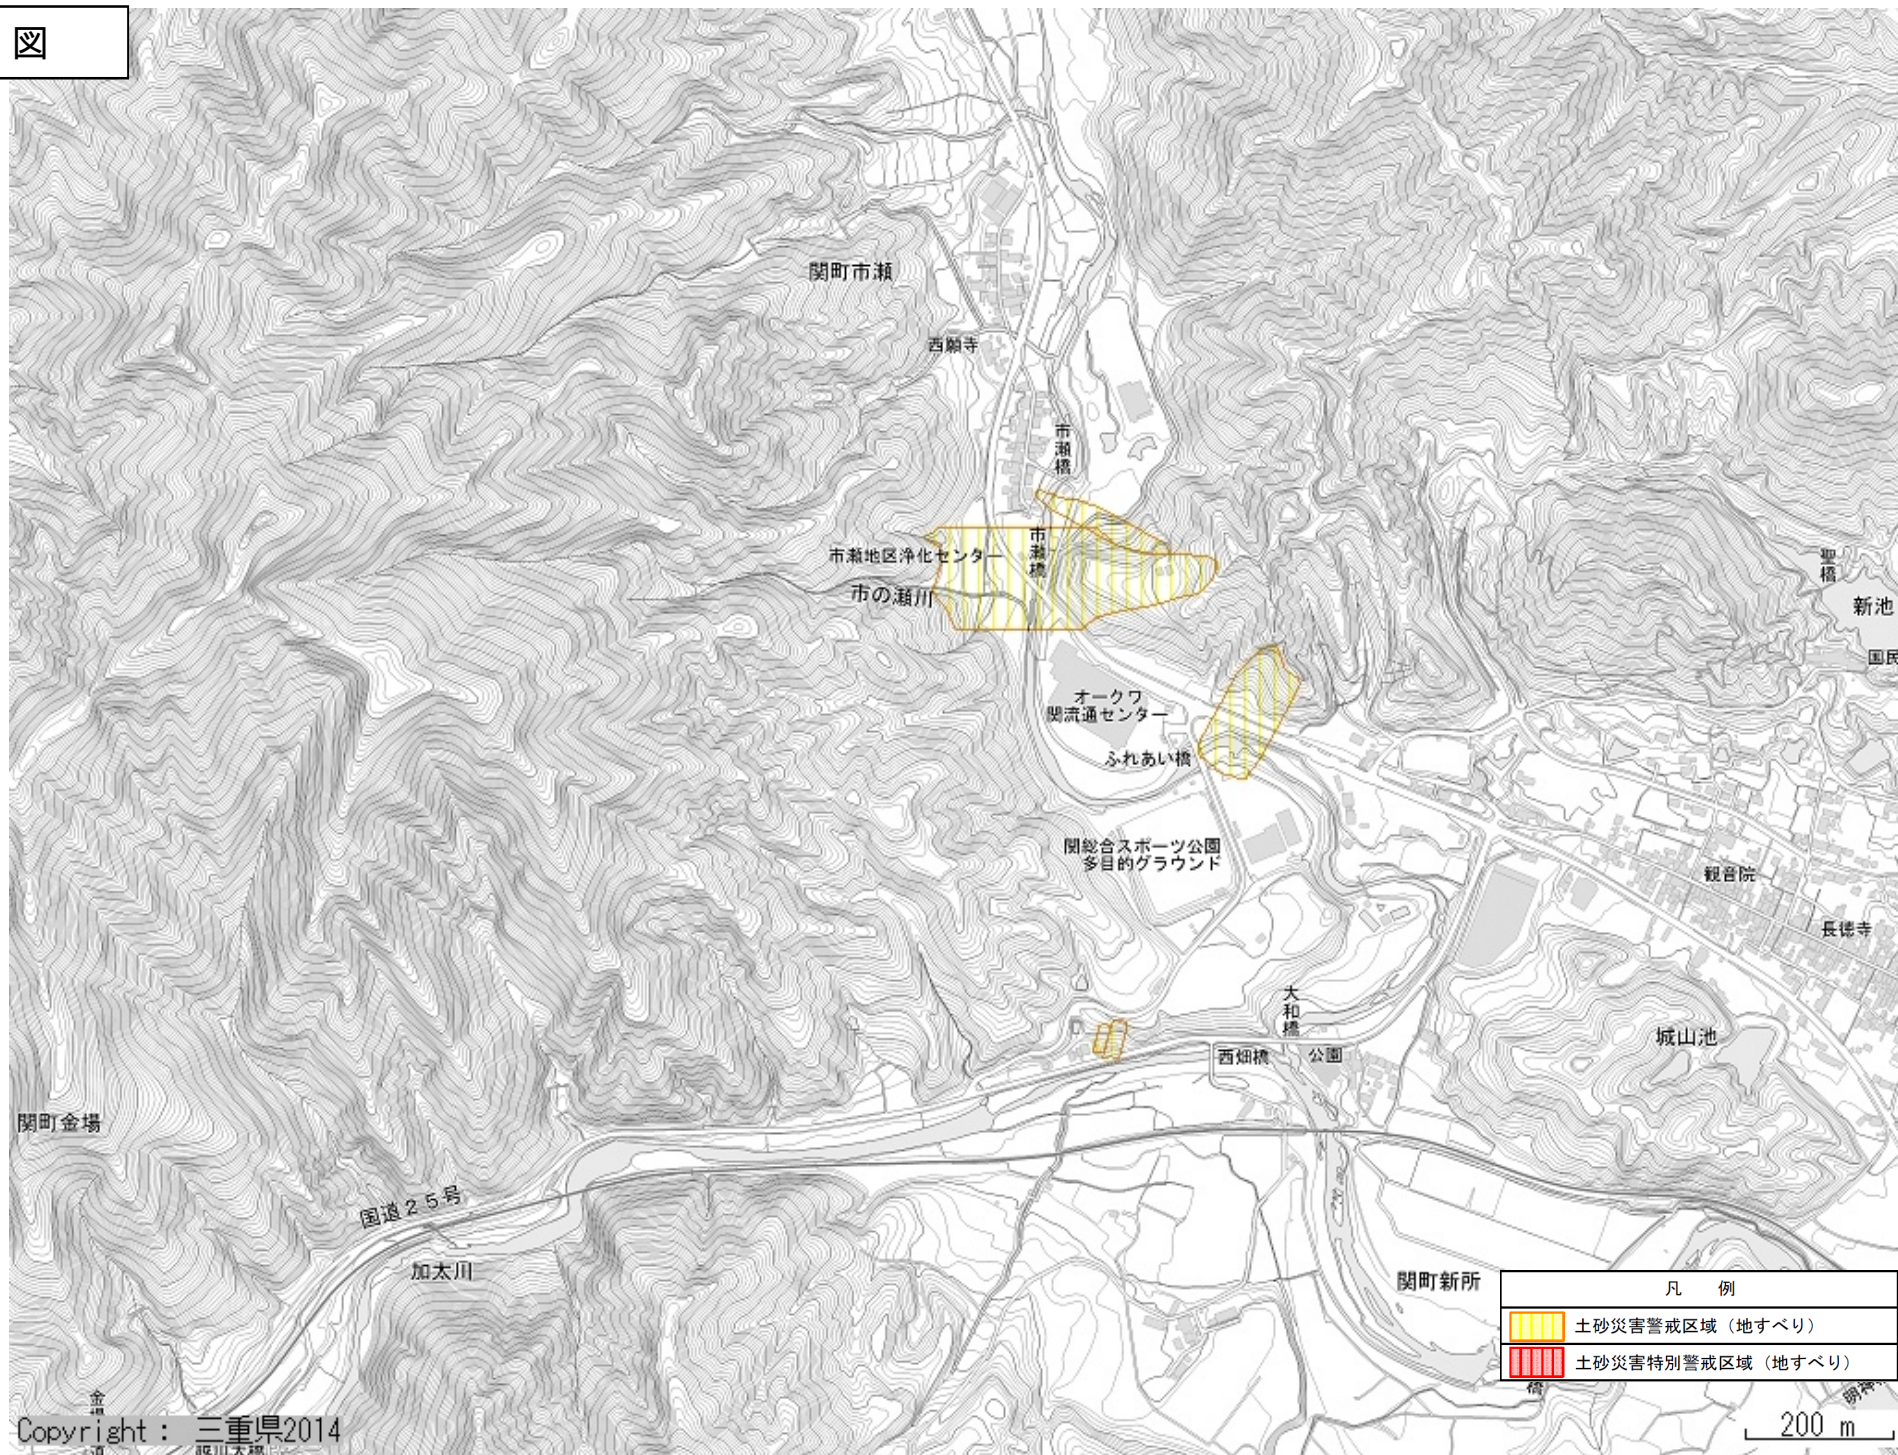 図
関町市瀬
西願寺
市瀬橋
市瀬橋
市瀬地区浄化センター
市の瀬川
聖橋
新池
国民
オークワ
関流通センター
ふれあい橋
関総合スポーツ公園
多目的グラウンド
観音院
長徳寺
大和橋
城山池
西畑橋
公園
関町金場
国道25号
加太川
関町新所
凡 例
土砂災害警戒区域（地すべり）
土砂災害特別警戒区域（地すべり）
橋
Copyright : 三重県2014
200 m